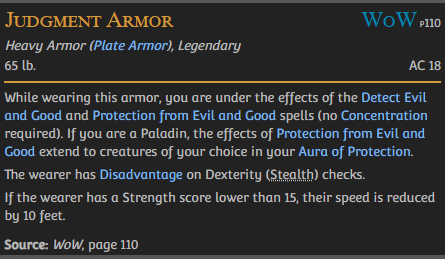 Judgment Armor WoW p110
Heavy Armor (Plate Armor), Legendary
65 lb. AC 18
While wearing this armor, you are under the effects of the Detect Evil
and Good and Protection from Evil and Good spells (no Concentration
required). If you are a Paladin, the effects of Protection from Evil and
Good extend to creatures of your choice in your Aura of Protection.
The wearer has Disadvantage on Dexterity (Stealth) checks.
If the wearer has a Strength score lower than 15, their speed is reduced
by 10 feet.
Source: WoW, page 110